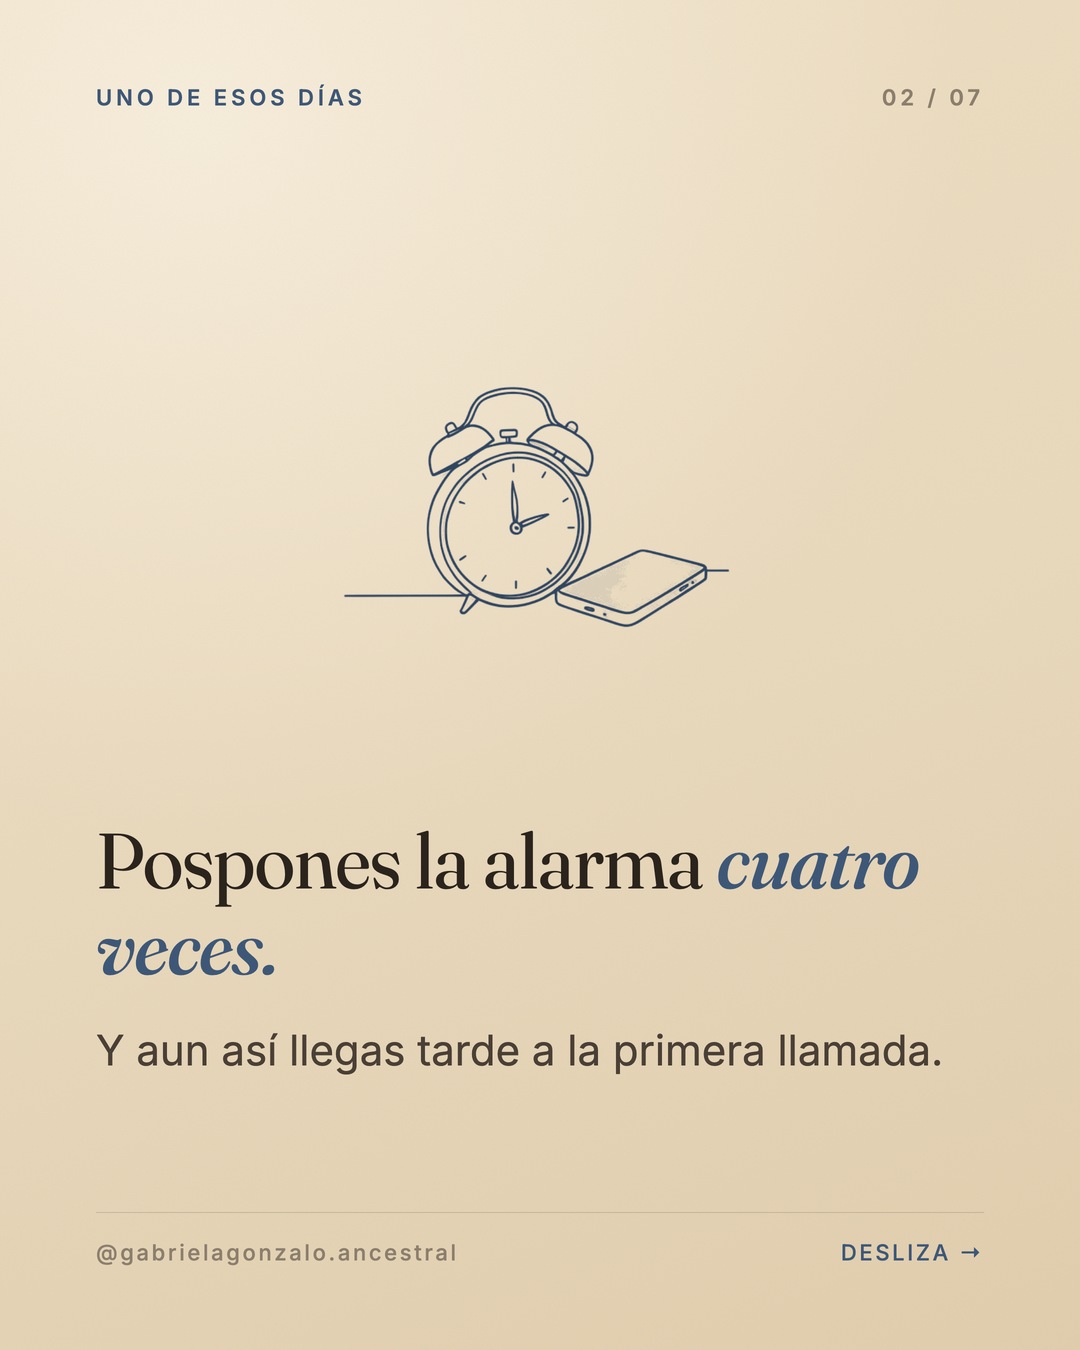 UNO DE ESOS DÍAS
02 / 07
Pospones la alarma cuatro
veces.
Y aun así llegas tarde a la primera llamada.
@gabrielagonzalo.ancestral
DESLIZA →